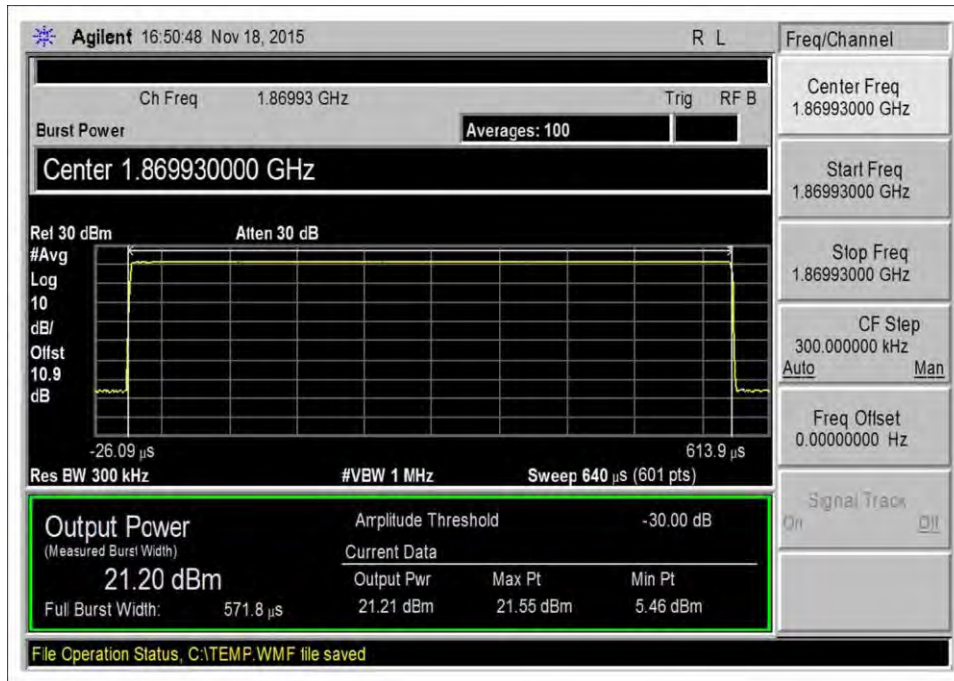 Agilent 16:50:48 Nov 18, 2015 R L
Ch Freq 1.86993 GHz Trig RF B
Burst Power Averages: 100
Center 1.869930000 GHz
Ref 30 dBm Atten 30 dB
#Avg
Log
10
dB/
Offst
10.9
dB
-26.09 µs 613.9 µs
Res BW 300 kHz #VBW 1 MHz Sweep 640 µs (601 pts)
Output Power
(Measured Burst Width)
21.20 dBm
Full Burst Width: 571.8 µs
Amplitude Threshold -30.00 dB
Current Data
Output Pwr Max Pt Min Pt
21.21 dBm 21.55 dBm 5.46 dBm
File Operation Status, C:\TEMP.WMF file saved
Freq/Channel
Center Freq
1.86993000 GHz
Start Freq
1.86993000 GHz
Stop Freq
1.86993000 GHz
CF Step
300.000000 kHz
Auto Man
Freq Offset
0.00000000 Hz
Signal Track
On Off